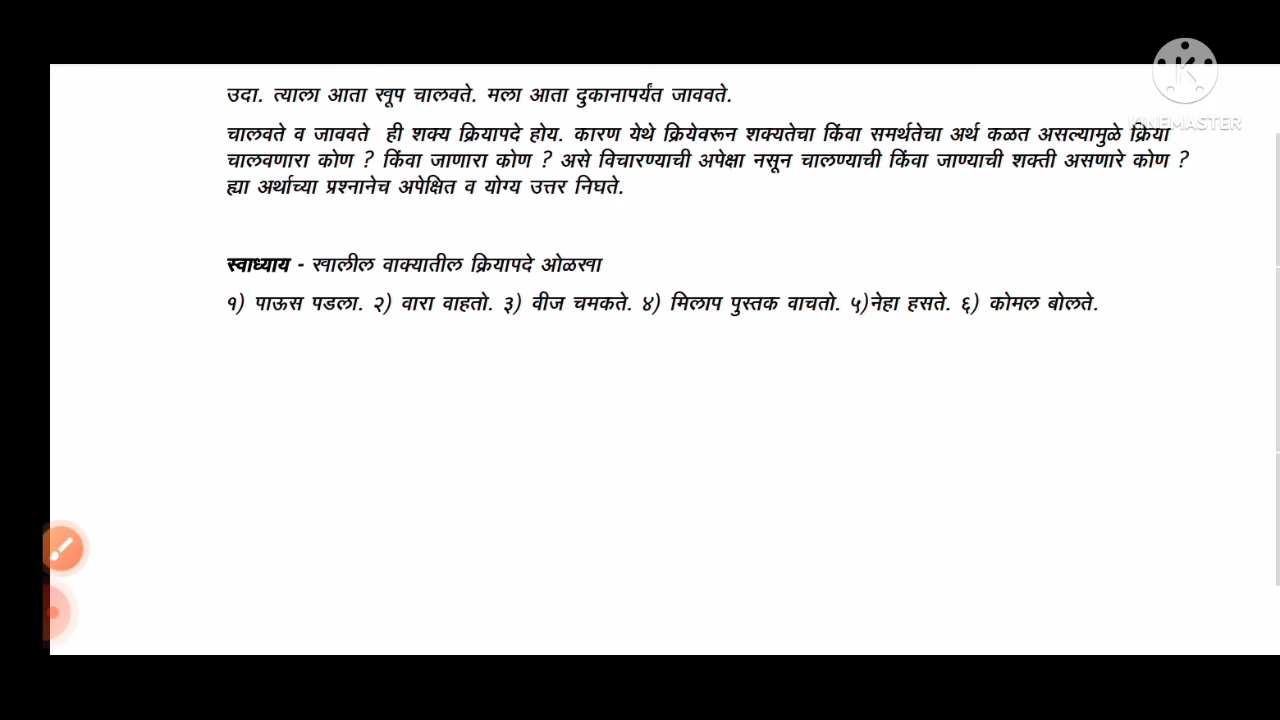 उदा. त्याला आता खूप चालवते. मला आता दुकानापर्यंत जाववते.
KINEMASTER
चालवते व जाववते ही शक्य क्रियापदे होय. कारण येथे क्रियेवरून शक्यतेचा किंवा समर्थतेचा अर्थ कळत असल्यामुळे क्रिया
चालवणारा कोण ? किंवा जाणारा कोण ? असे विचारण्याची अपेक्षा नसून चालण्याची किंवा जाण्याची शक्ती असणारे कोण ?
ह्या अर्थाच्या प्रश्नानेच अपेक्षित व योग्य उत्तर निघते.
स्वाध्याय - खालील वाक्यातील क्रियापदे ओळखा
१) पाऊस पडला. २) वारा वाहतो. ३) वीज चमकते. ४) मिलाप पुस्तक वाचतो. ५)नेहा हसते. ६) कोमल बोलते.